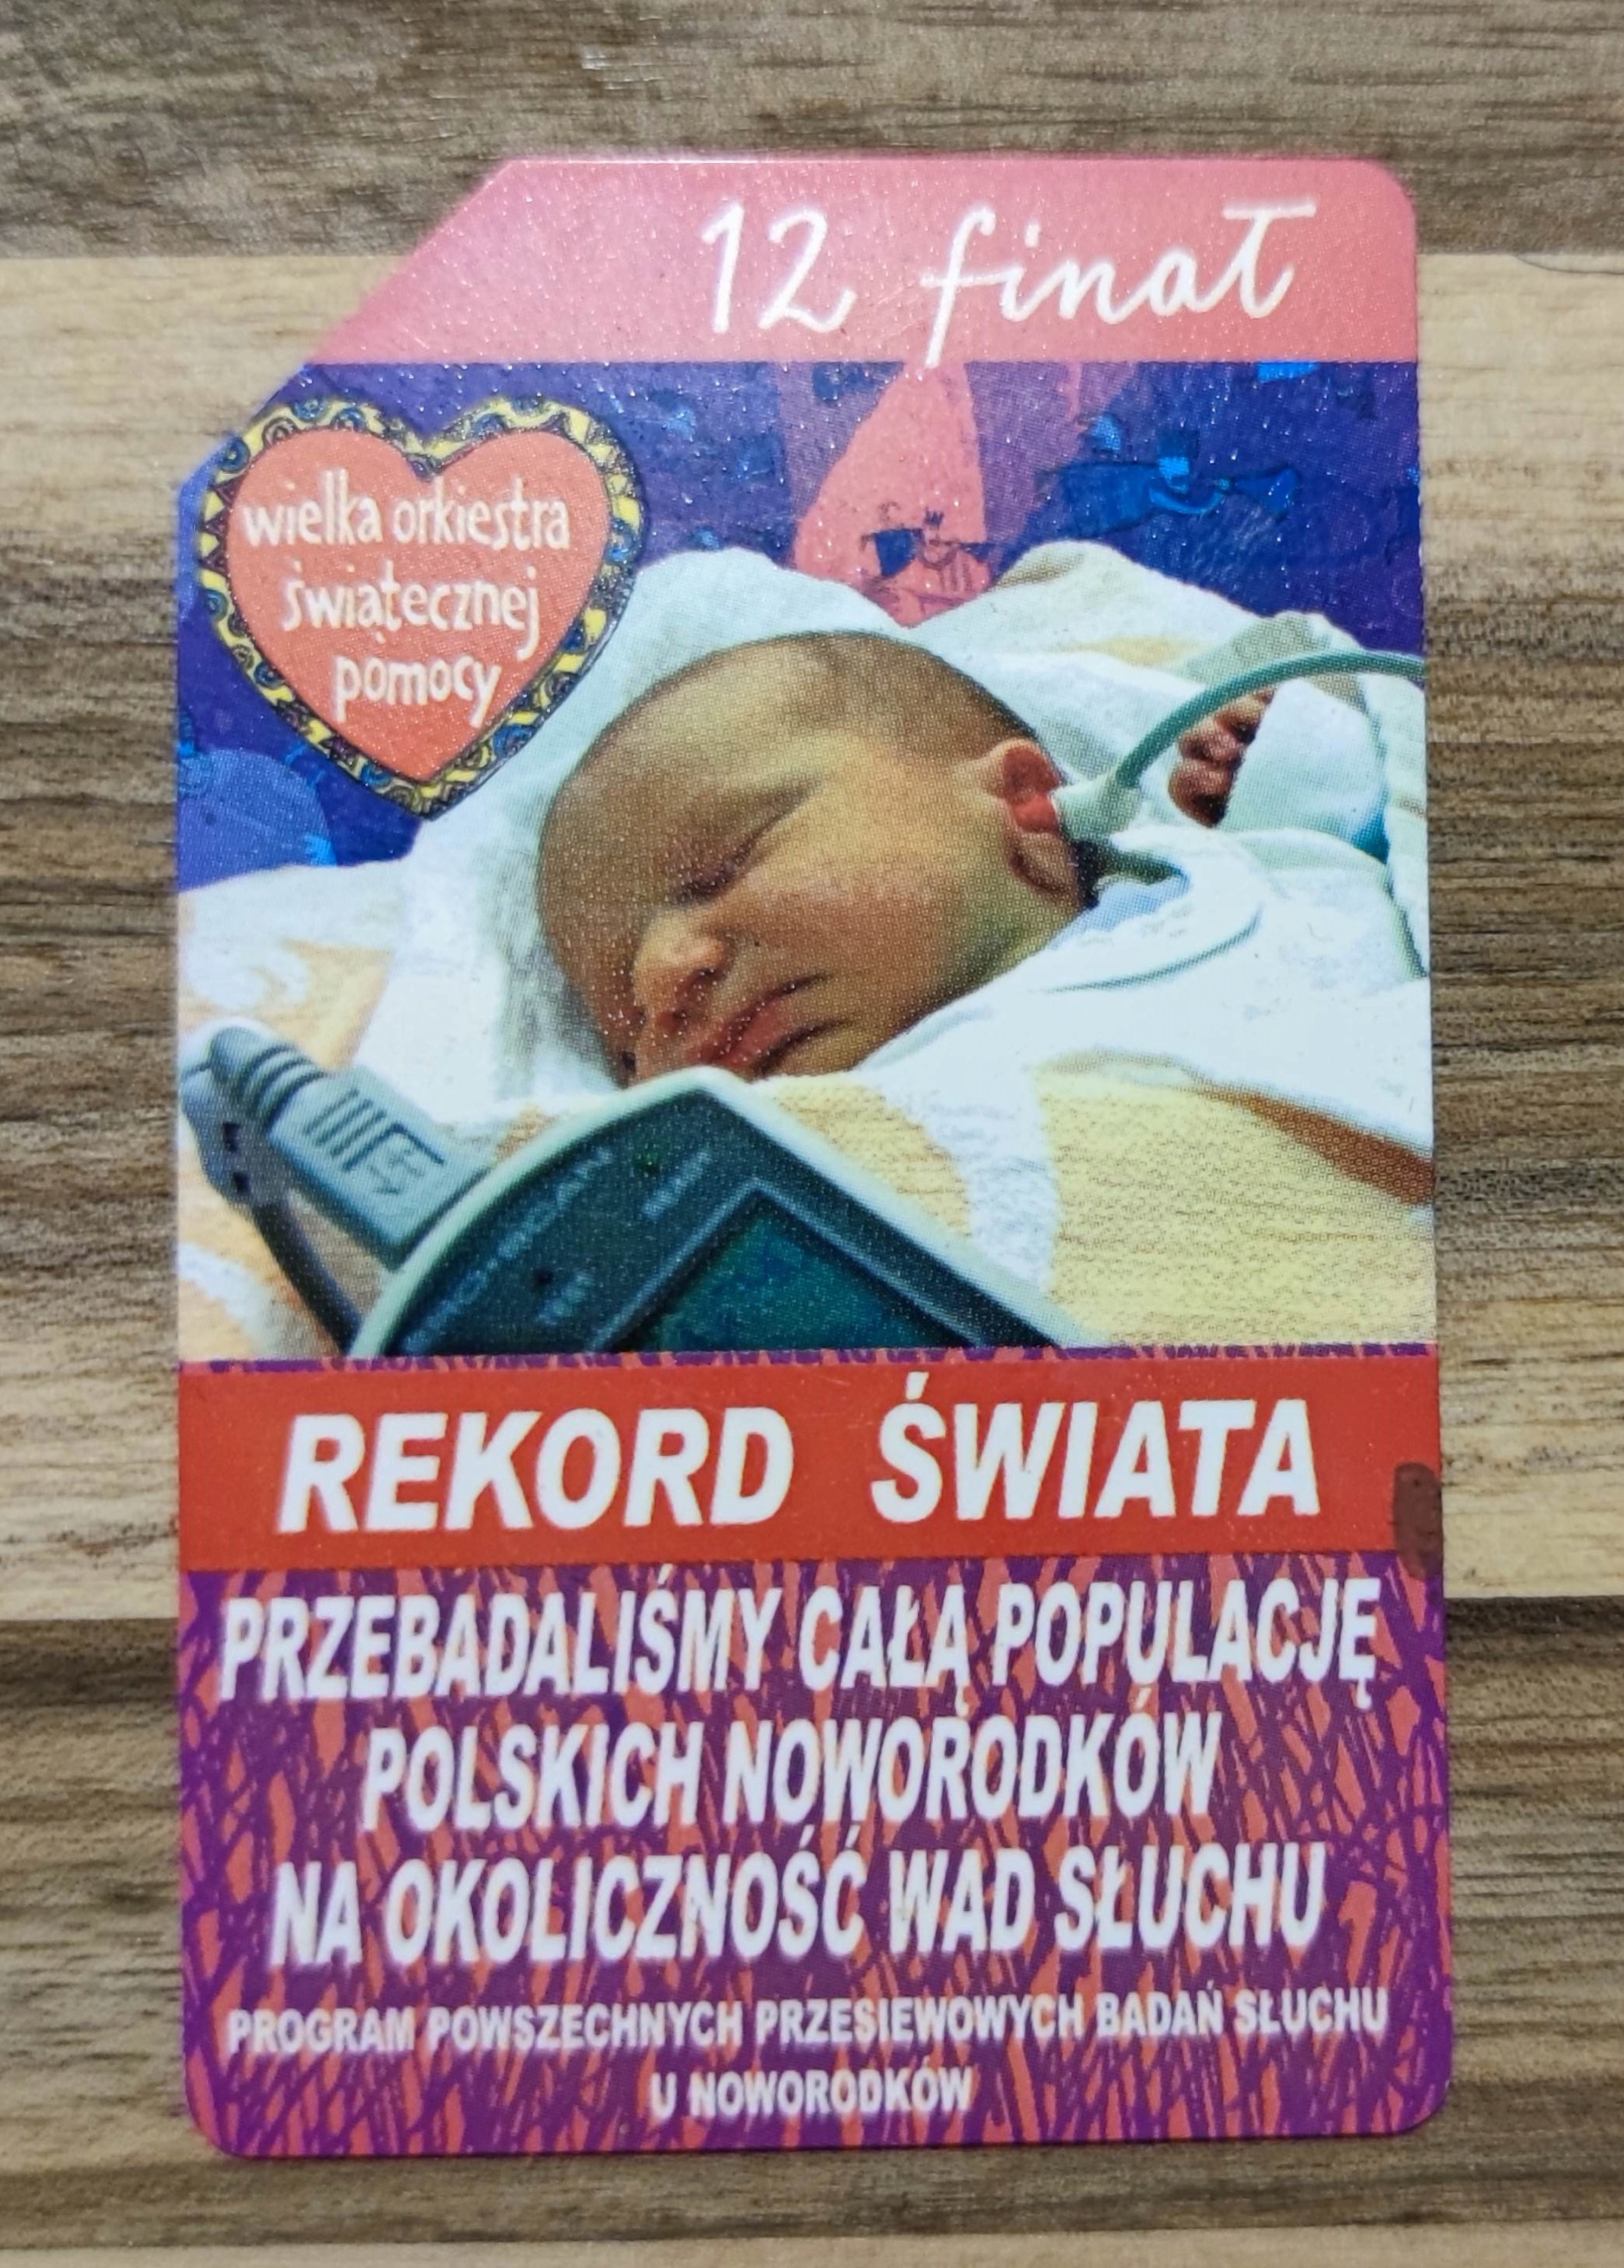 12 finał
wielka orkiestra
świątecznej
pomocy
REKORD ŚWIATA
PRZEBADALIŚMY CAŁĄ POPULACJĘ
POLSKICH NOWORODKÓW
NA OKOLICZNOŚĆ WAD SŁUCHU
PROGRAM POWSZECHNYCH PRZESIEWOWYCH BADAŃ SŁUCHU
U NOWORODKÓW